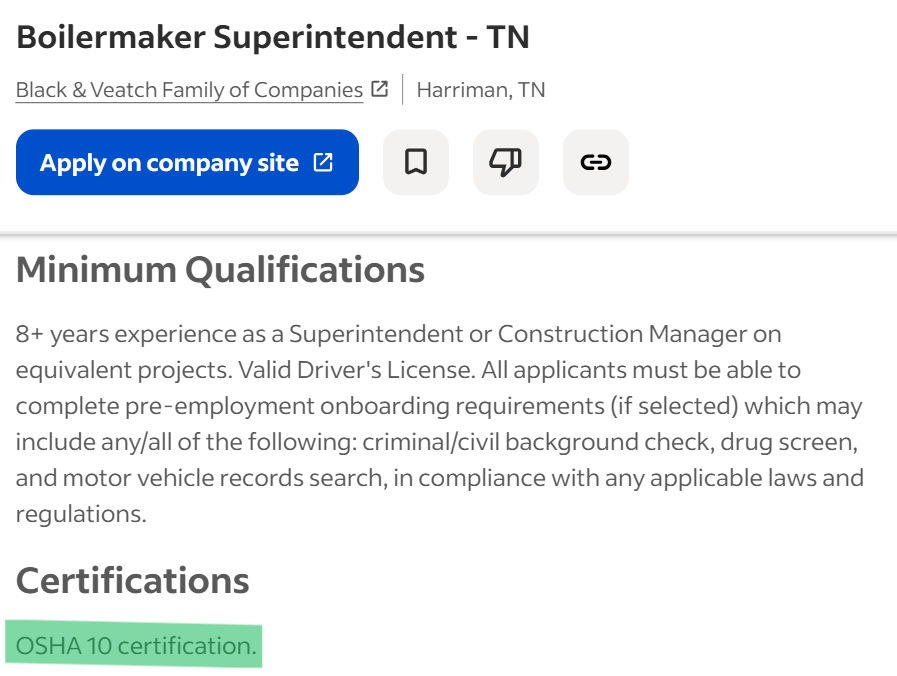 Boilermaker Superintendent - TN
Black & Veatch Family of Companies
Harriman, TN
Apply on company site
Minimum Qualifications
8+ years experience as a Superintendent or Construction Manager on
equivalent projects. Valid Driver's License. All applicants must be able to
complete pre-employment onboarding requirements (if selected) which may
include any/all of the following: criminal/civil background check, drug screen,
and motor vehicle records search, in compliance with any applicable laws and
regulations.
Certifications
OSHA 10 certification.